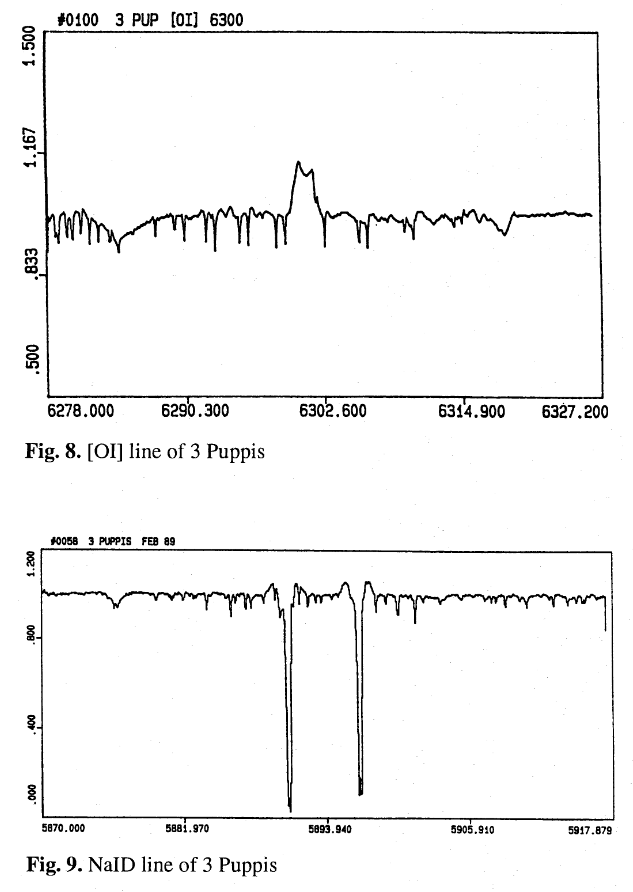 #0100 3 PUP [OI] 6300
1.500
1.167
.833
.500
6278.000 6290.300 6302.600 6314.900 6327.200
Fig. 8. [OI] line of 3 Puppis
#0058 3 PUPPIS FEB 89
1.200
.800
.400
.000
5870.000 5881.970 5893.940 5905.910 5917.879
Fig. 9. NaID line of 3 Puppis